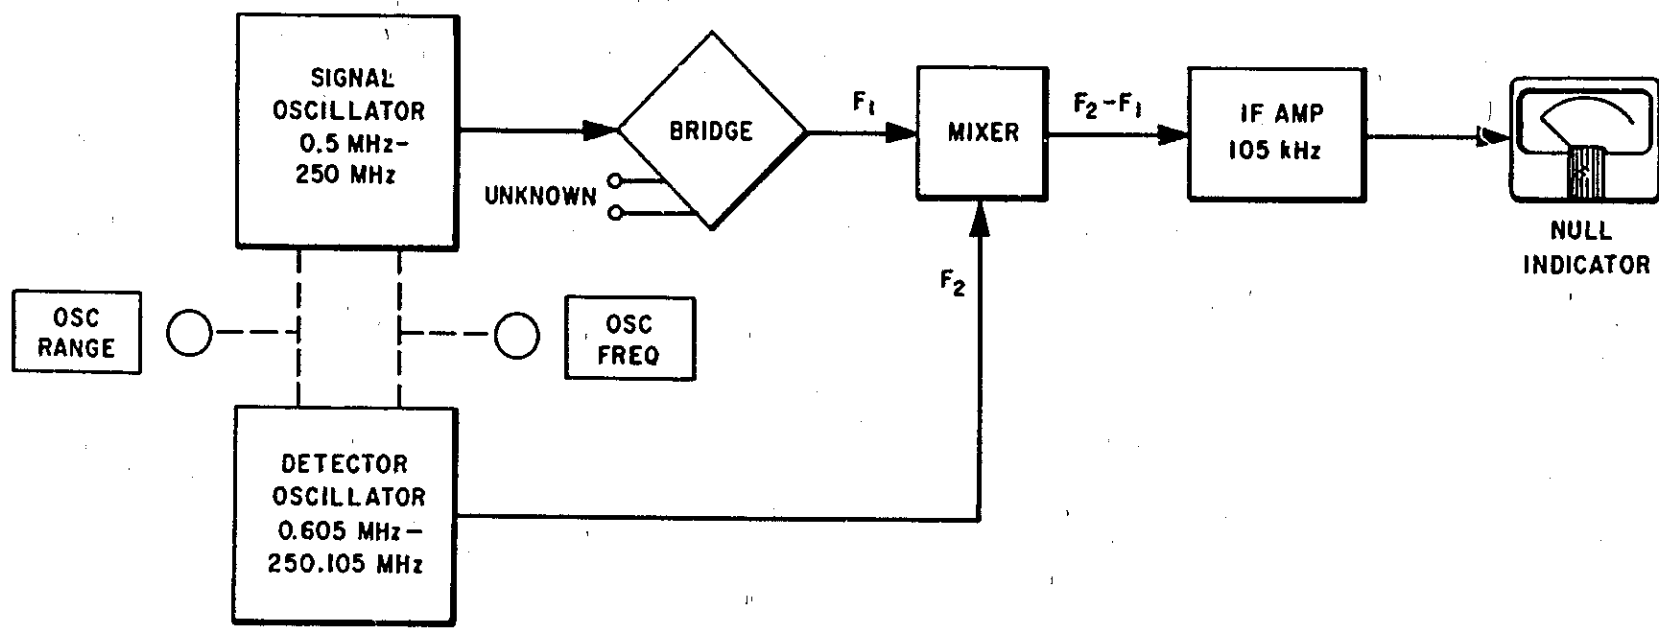 SIGNAL
OSCILLATOR
0.5 MHz–
250 MHz
BRIDGE
UNKNOWN
F₁
MIXER
F₂-F₁
IF AMP
105 kHz
NULL
INDICATOR
F₂
OSC
RANGE
OSC
FREQ
DETECTOR
OSCILLATOR
0.605 MHz–
250.105 MHz